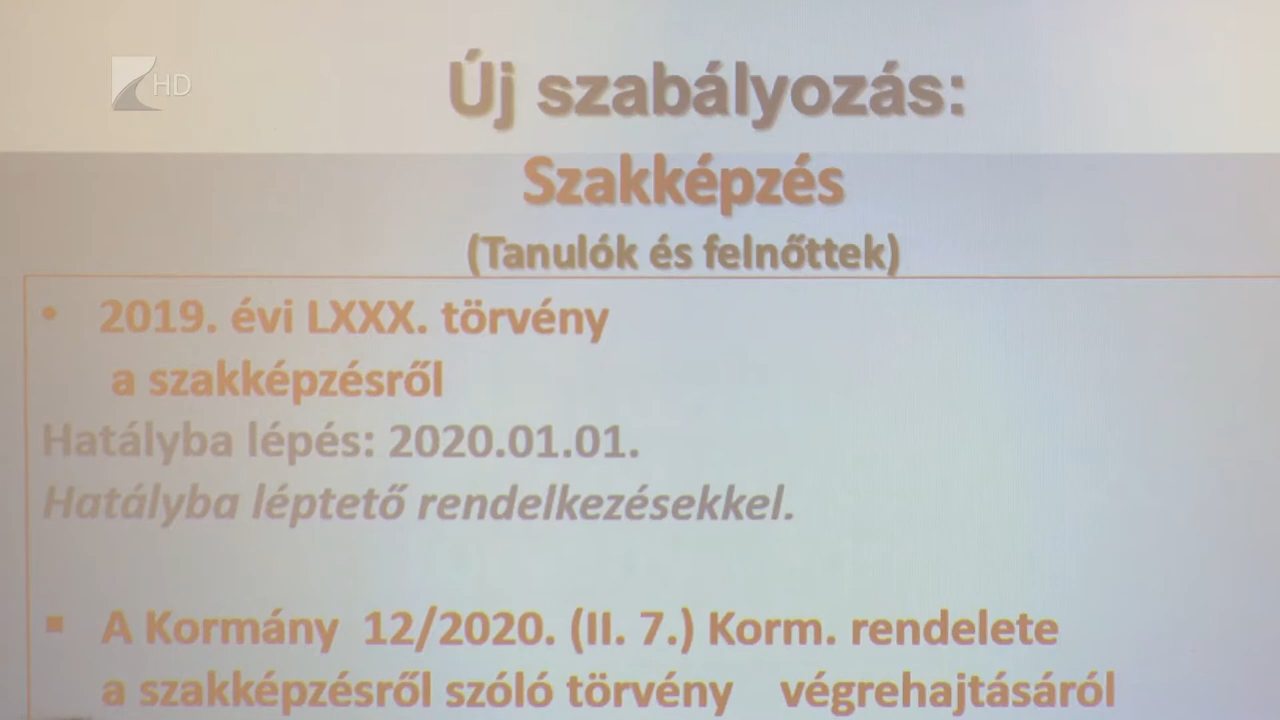 HD
Új szabályozás:
Szakképzés
(Tanulók és felnőttek)
• 2019. évi LXXX. törvény
a szakképzésről
Hatályba lépés: 2020.01.01.
Hatályba léptető rendelkezésekkel.
▪ A Kormány 12/2020. (II. 7.) Korm. rendelete
a szakképzésről szóló törvény végrehajtásáról